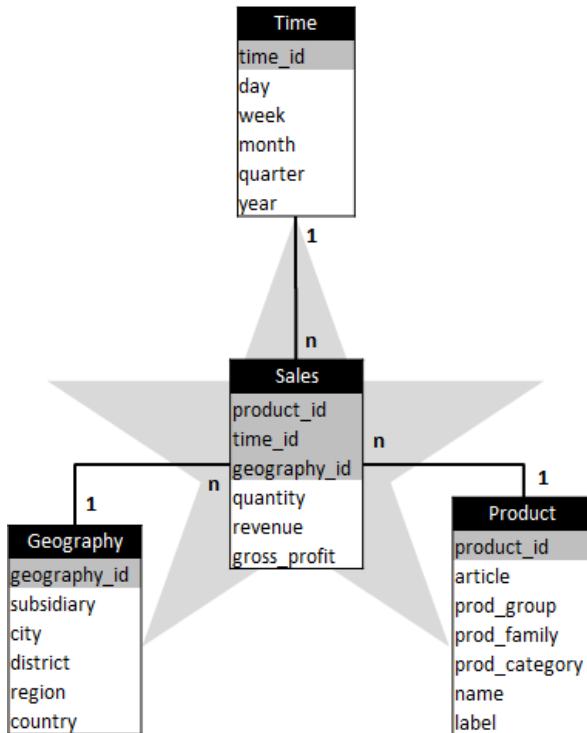 Time
time_id
day
week
month
quarter
year
1
n
Sales
product_id
time_id
geography_id
quantity
revenue
gross_profit
n
1
n
1
Geography
geography_id
subsidiary
city
district
region
country
Product
product_id
article
prod_group
prod_family
prod_category
name
label